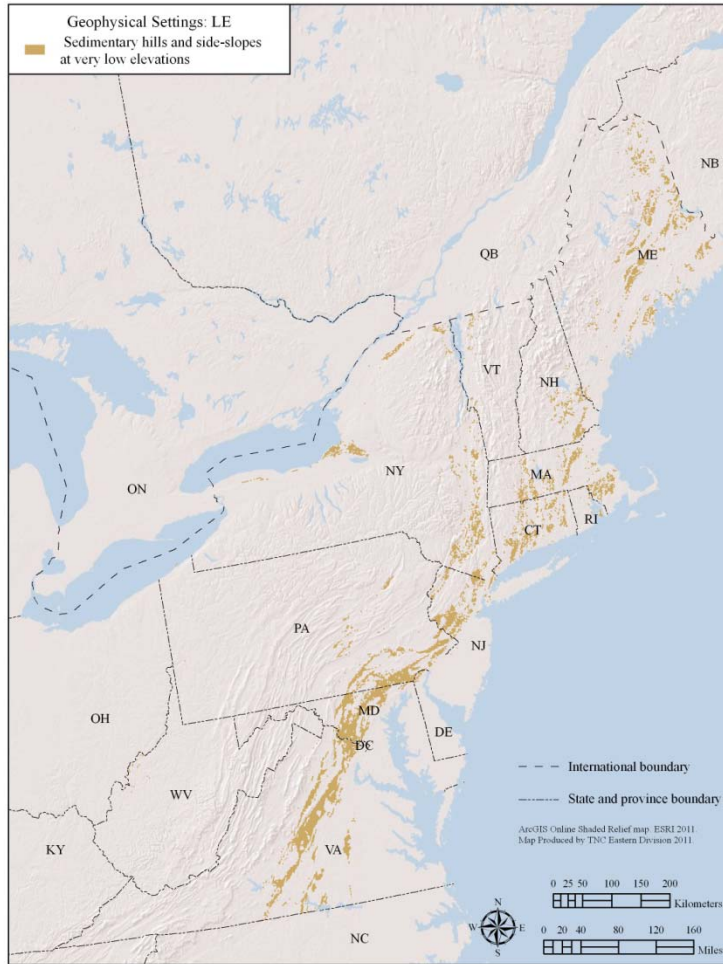 Geophysical Settings: LE
Sedimentary hills and side-slopes
at very low elevations
NB
QB
ME
VT
NH
NY
ON
MA
CT
RI
PA
NJ
OH
MD
DE
DC
WV
KY
VA
NC
International boundary
State and province boundary
ArcGIS Online Shaded Relief map ESRI 2011.
Map Produced by TNC Eastern Division 2011.
0 25 50 100 150 200
Kilometers
N
W E
S
0 10 20 40 80 120 160
Miles